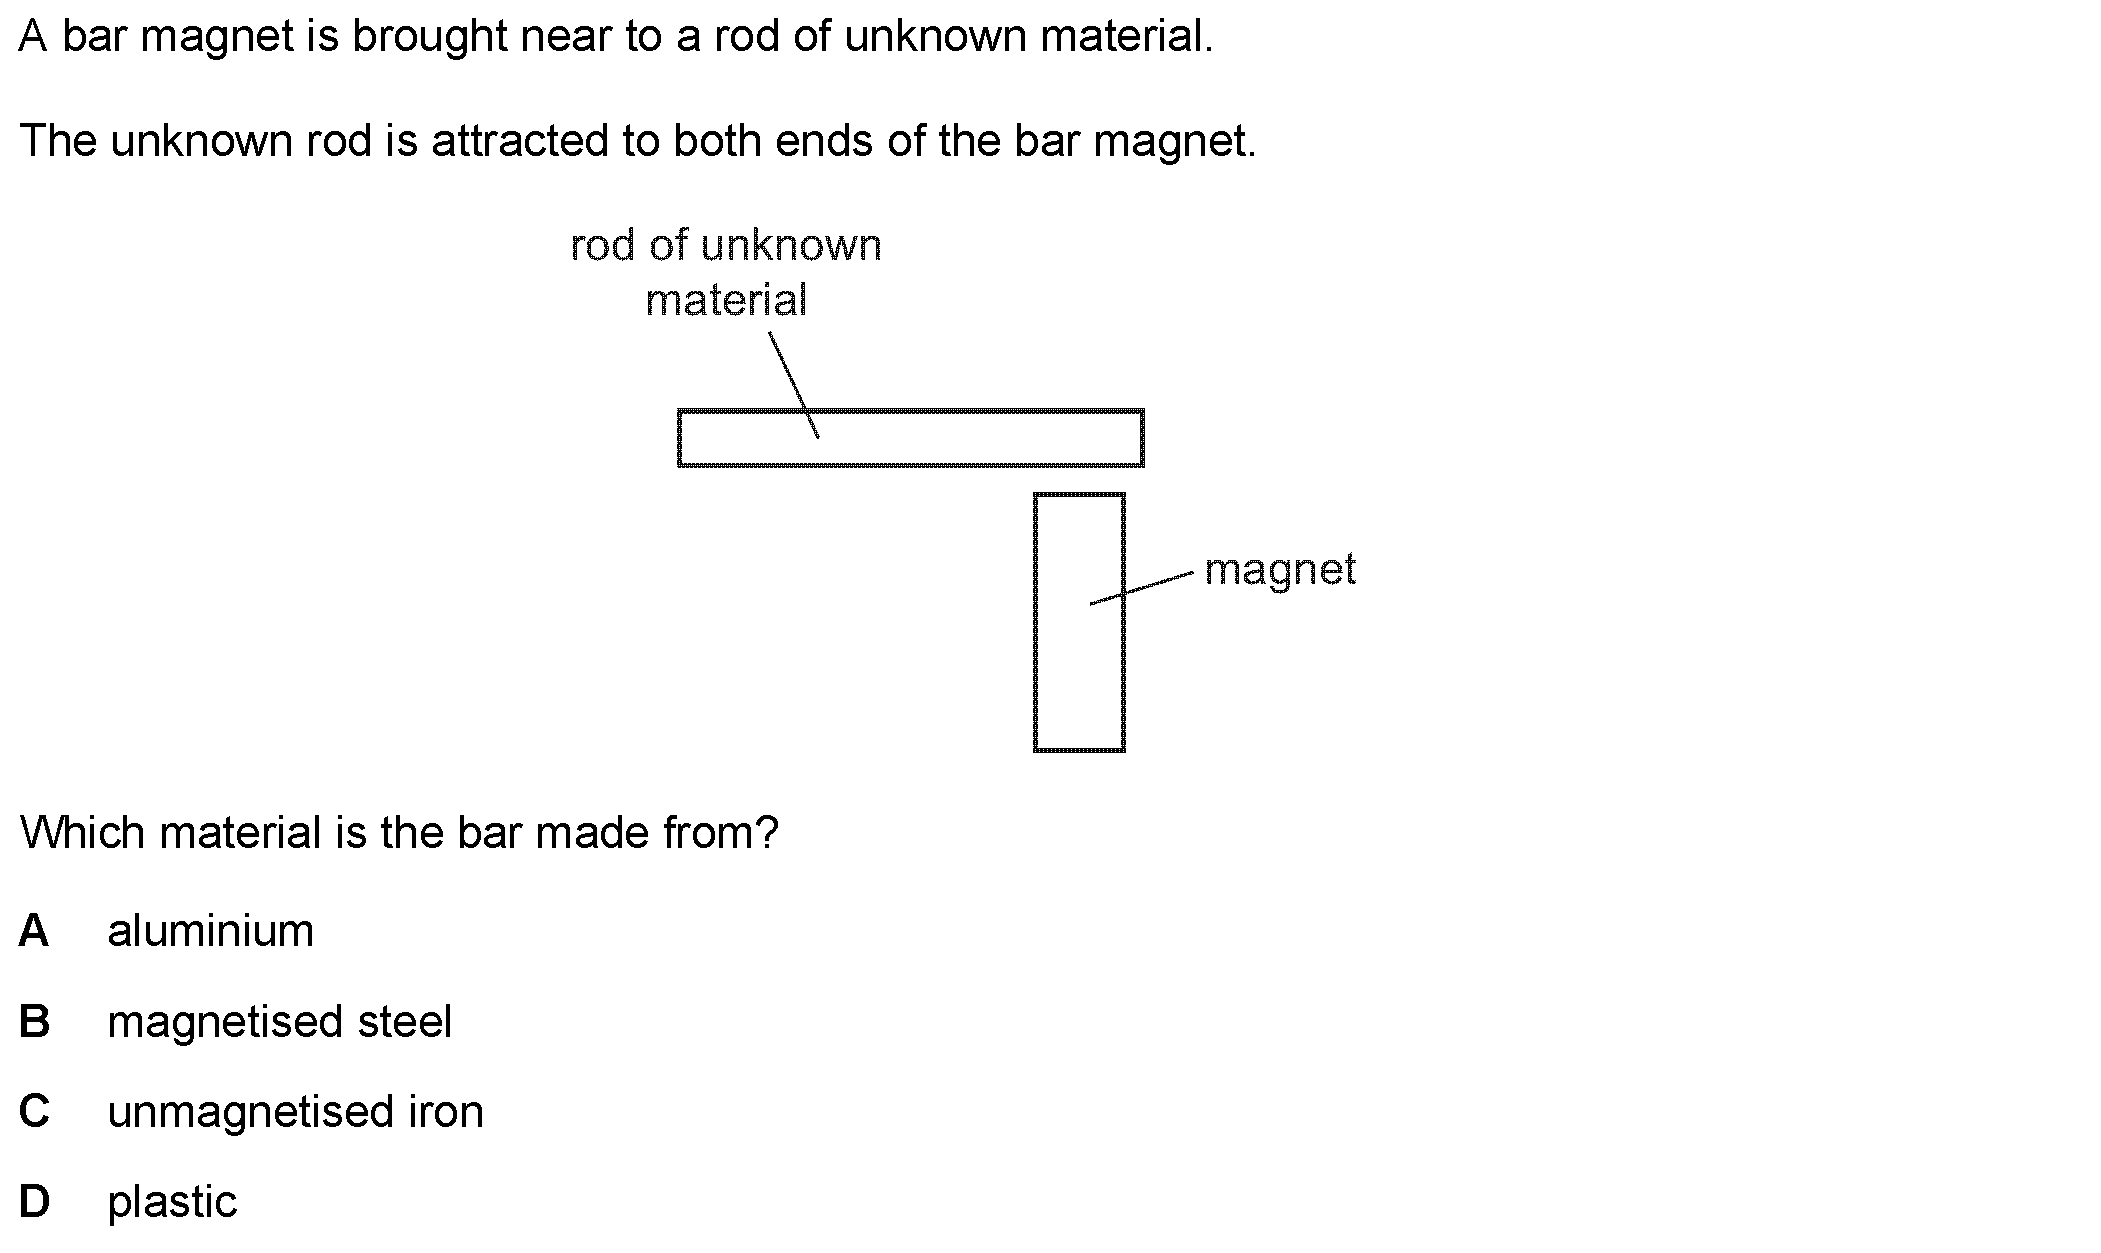 A bar magnet is brought near to a rod of unknown material.
The unknown rod is attracted to both ends of the bar magnet.
rod of unknown
material
magnet
Which material is the bar made from?
A aluminium
B magnetised steel
C unmagnetised iron
D plastic